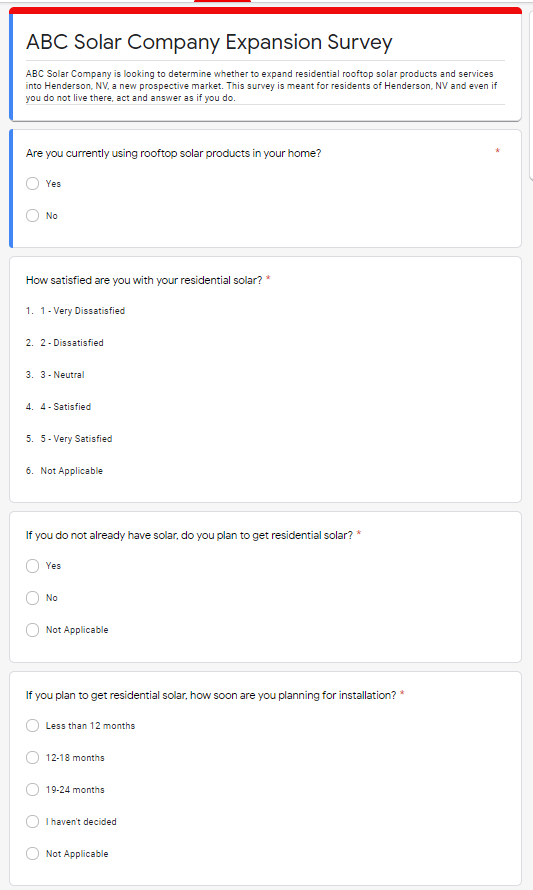 ABC Solar Company Expansion Survey
ABC Solar Company is looking to determine whether to expand residential rooftop solar products and services
into Henderson, NV, a new prospective market. This survey is meant for residents of Henderson, NV and even if
you do not live there, act and answer as if you do.
Are you currently using rooftop solar products in your home? *
Yes
No
How satisfied are you with your residential solar? *
1. 1 - Very Dissatisfied
2. 2 - Dissatisfied
3. 3 - Neutral
4. 4 - Satisfied
5. 5 - Very Satisfied
6. Not Applicable
If you do not already have solar, do you plan to get residential solar? *
Yes
No
Not Applicable
If you plan to get residential solar, how soon are you planning for installation? *
Less than 12 months
12-18 months
19-24 months
I haven't decided
Not Applicable